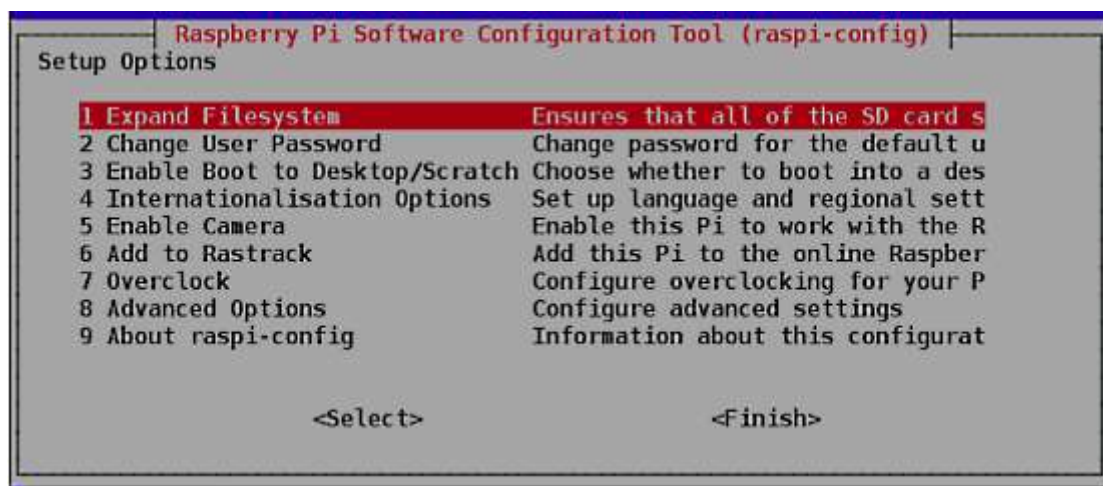 Raspberry Pi Software Configuration Tool (raspi-config)
Setup Options
1 Expand Filesystem Ensures that all of the SD card s
2 Change User Password Change password for the default u
3 Enable Boot to Desktop/Scratch Choose whether to boot into a des
4 Internationalisation Options Set up language and regional sett
5 Enable Camera Enable this Pi to work with the R
6 Add to Rastrack Add this Pi to the online Raspber
7 Overclock Configure overclocking for your P
8 Advanced Options Configure advanced settings
9 About raspi-config Information about this configurat
<Select> <Finish>